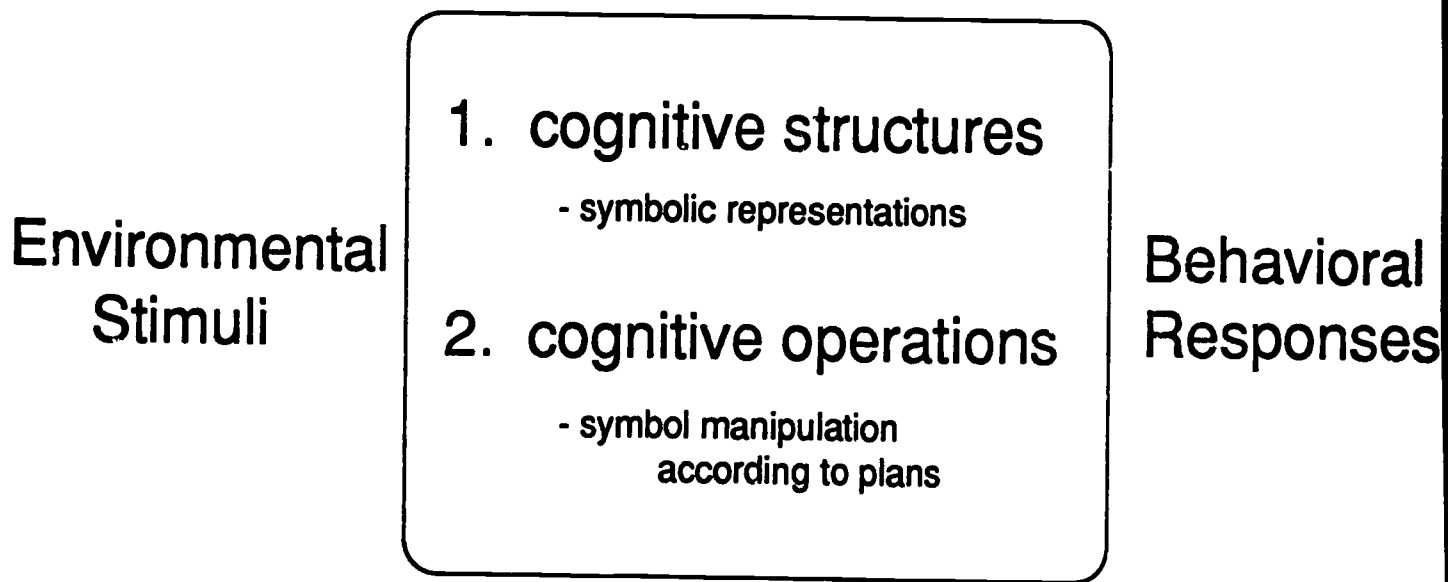 Environmental
Stimuli
1. cognitive structures
- symbolic representations
2. cognitive operations
- symbol manipulation
according to plans
Behavioral
Responses